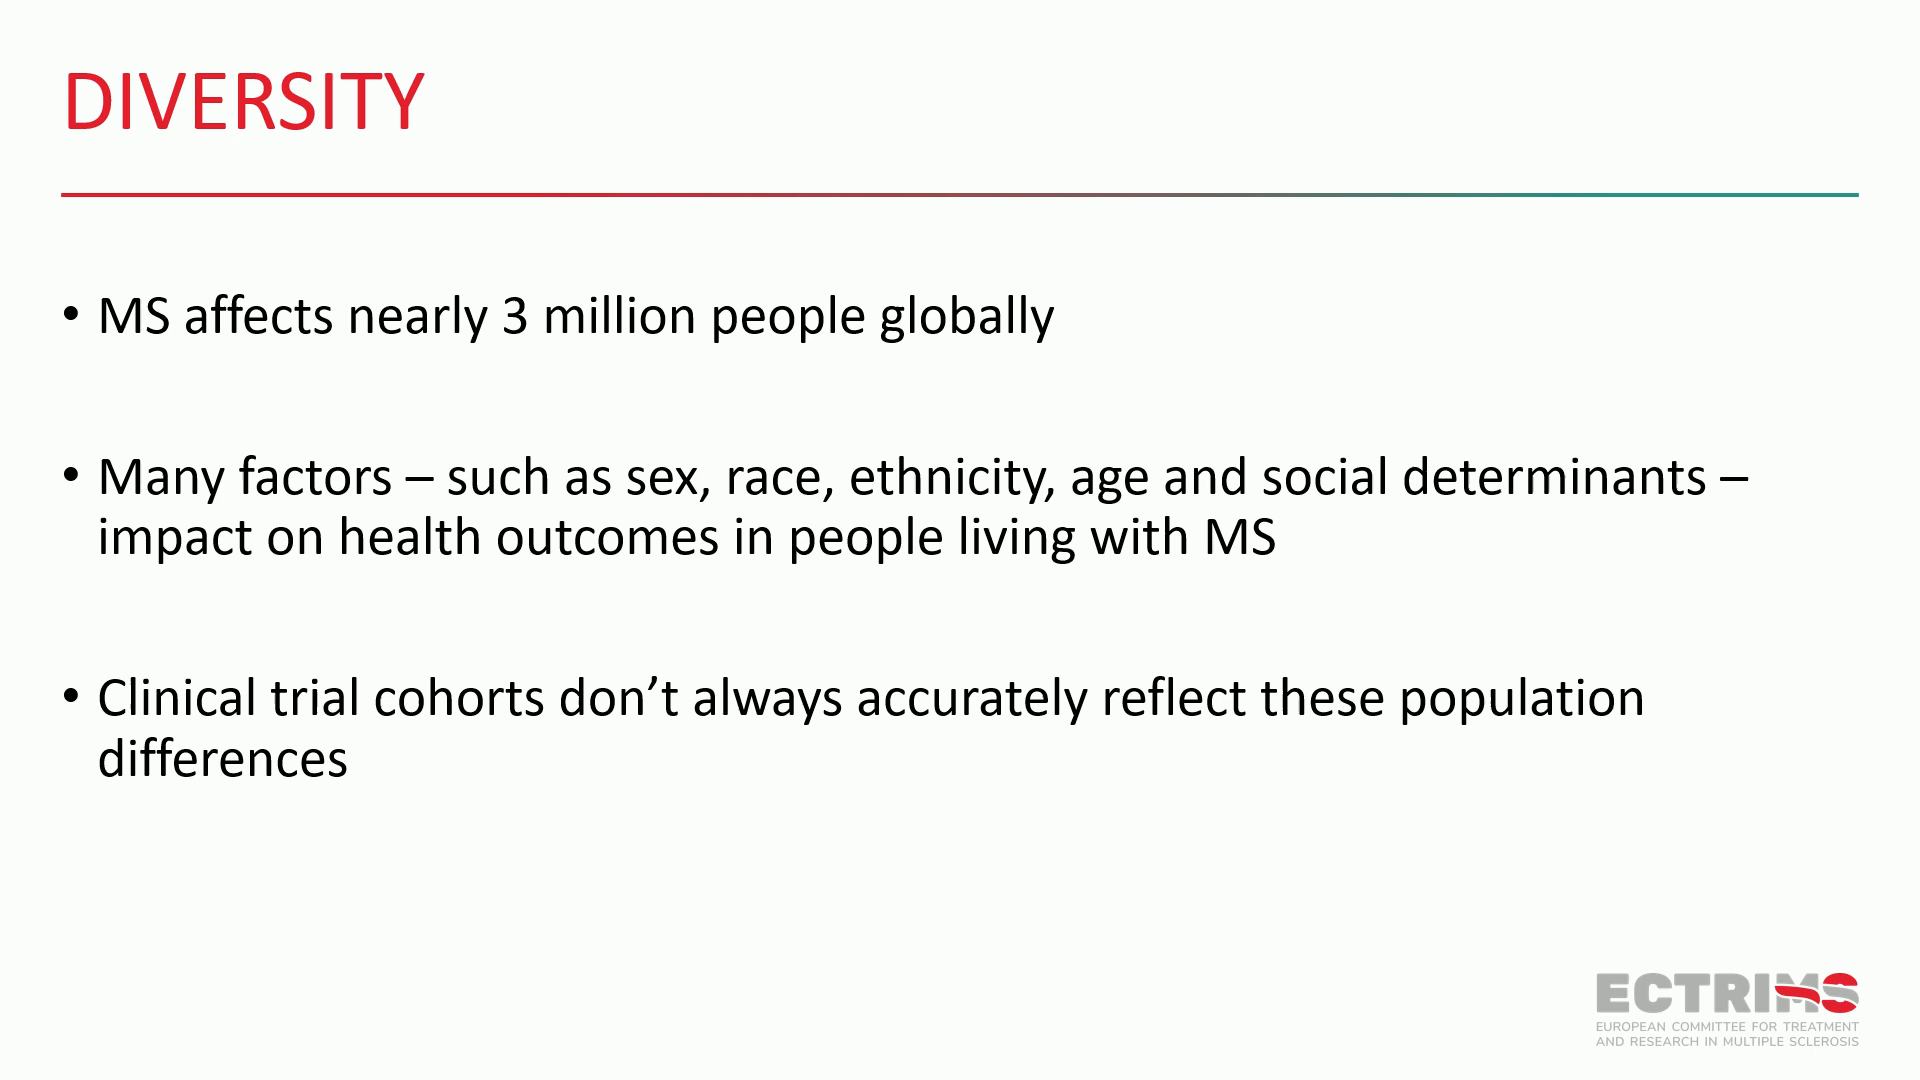 DIVERSITY
• MS affects nearly 3 million people globally
• Many factors – such as sex, race, ethnicity, age and social determinants –
impact on health outcomes in people living with MS
• Clinical trial cohorts don’t always accurately reflect these population
differences
ECTRIMS
EUROPEAN COMMITTEE FOR TREATMENT
AND RESEARCH IN MULTIPLE SCLEROSIS